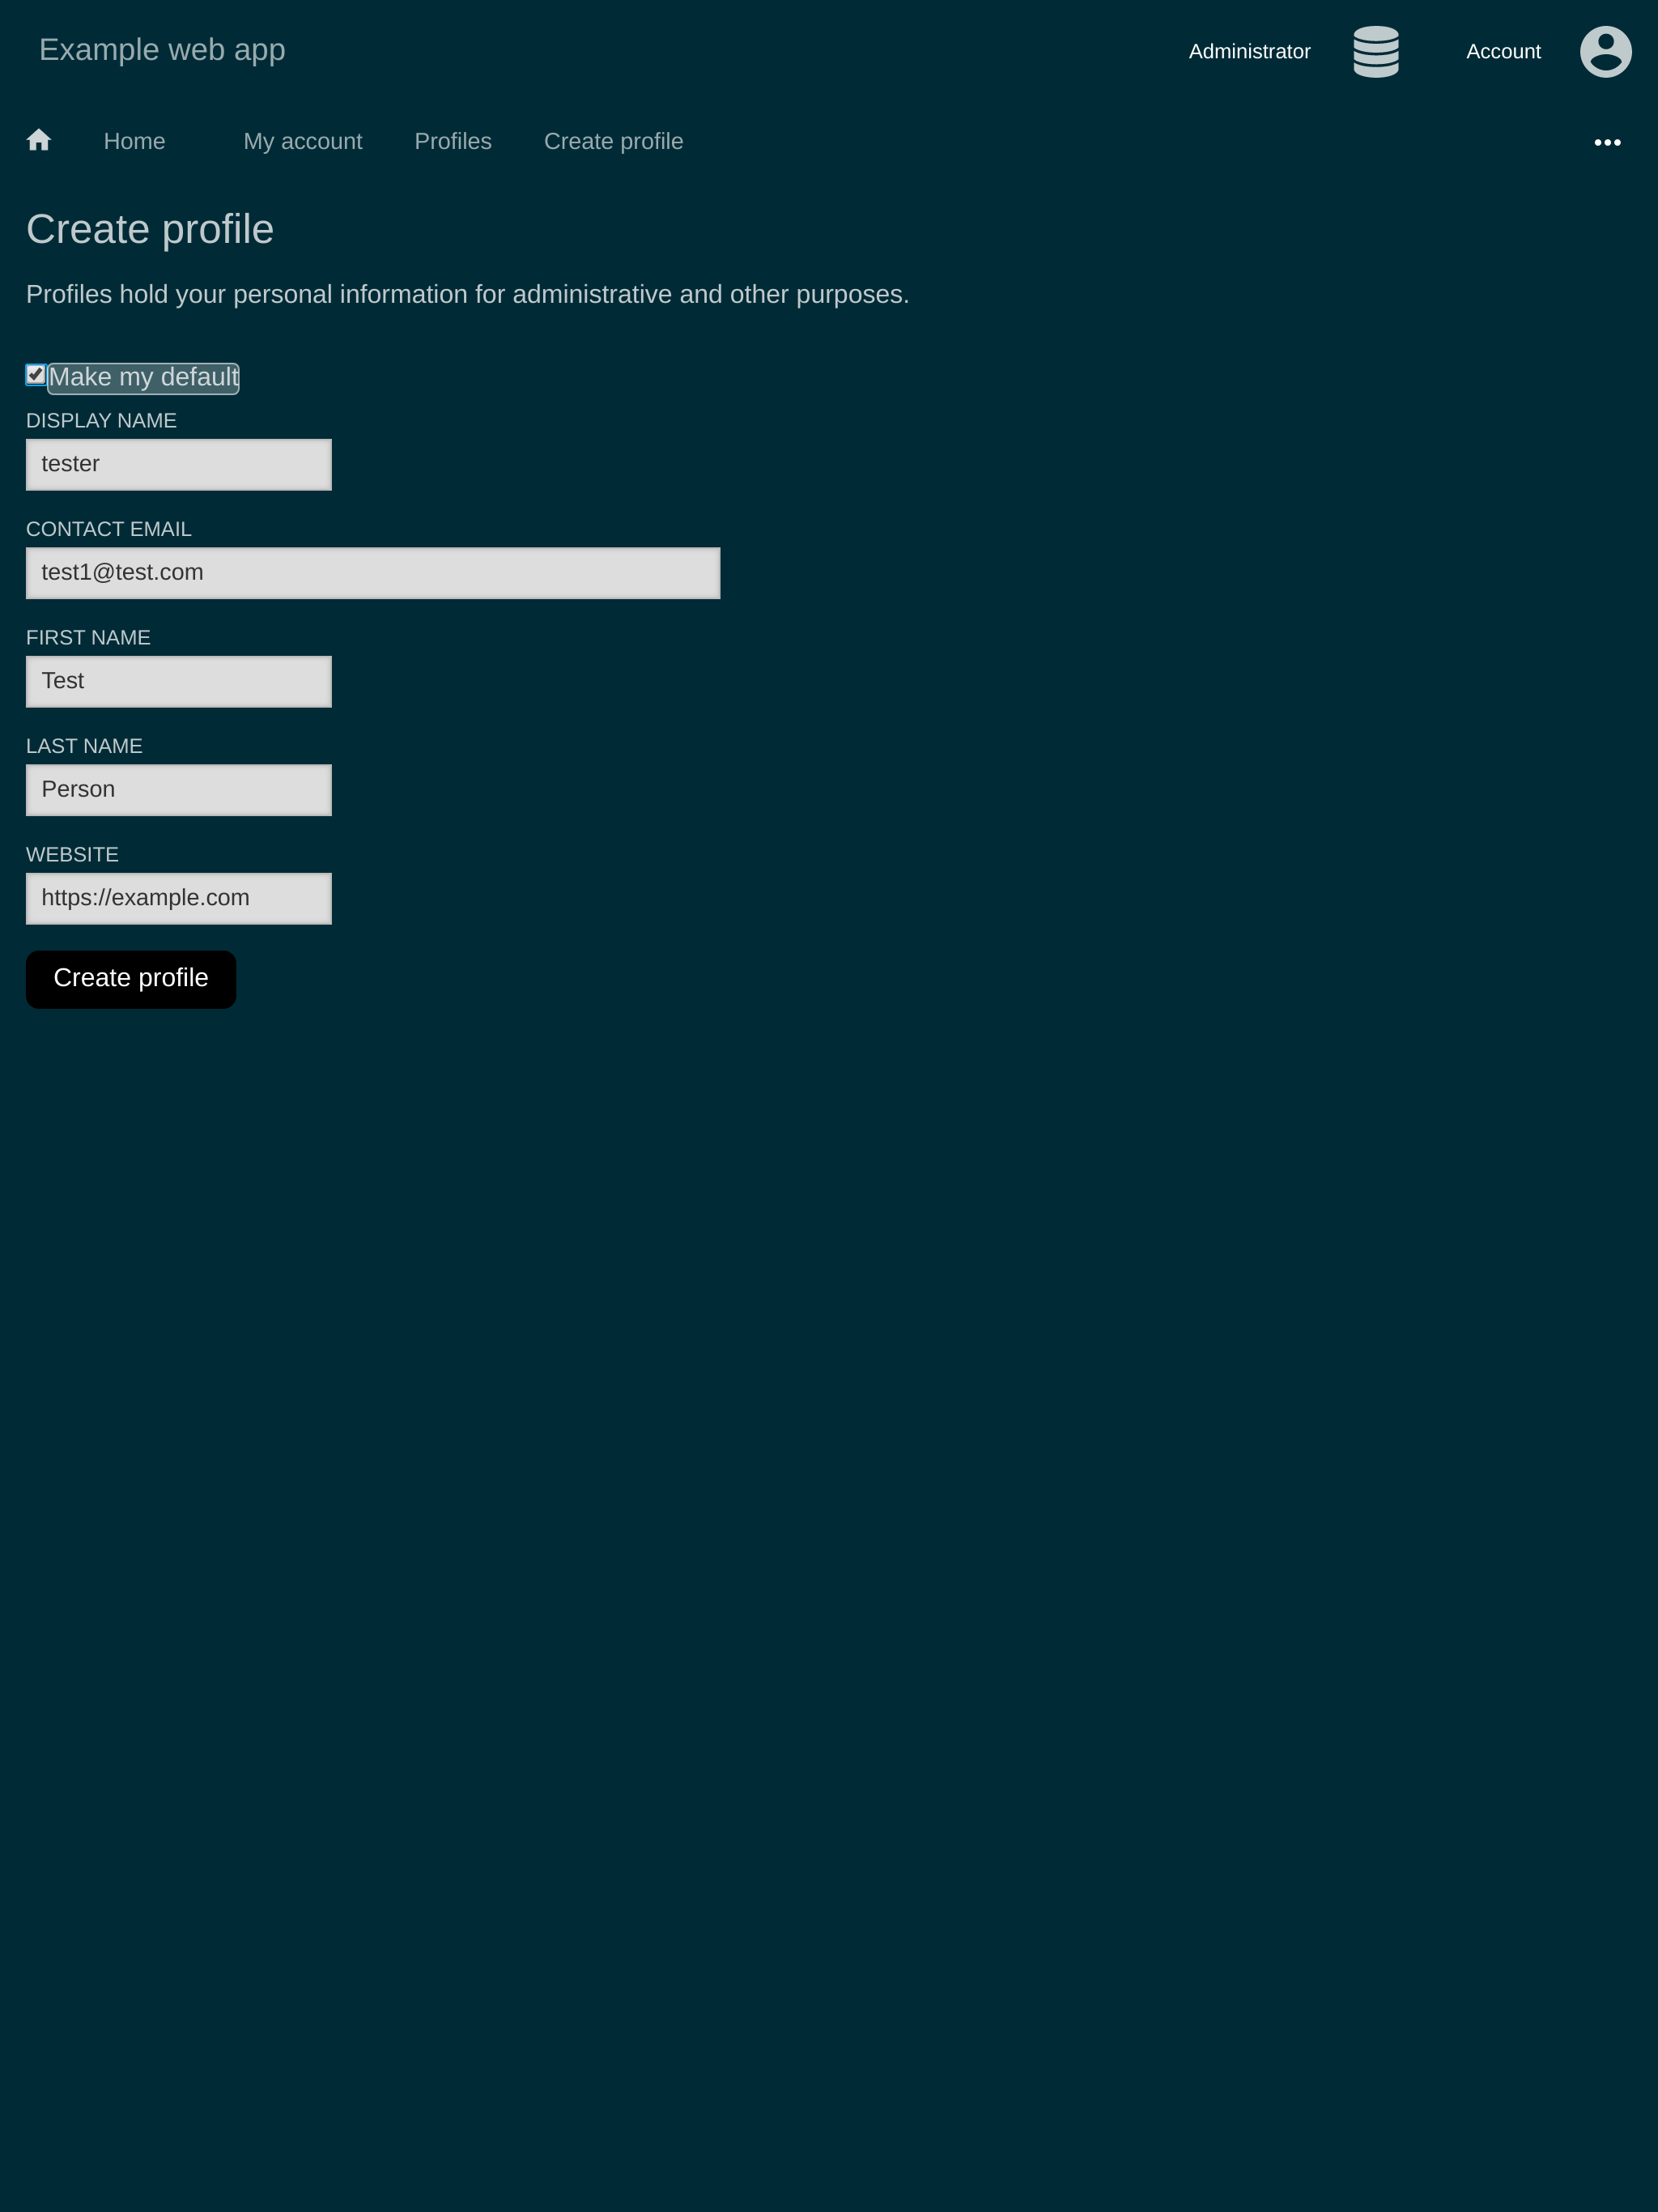 Example web app
Administrator
Account
Home
My account
Profiles
Create profile
Create profile
Profiles hold your personal information for administrative and other purposes.
Make my default
DISPLAY NAME
tester
CONTACT EMAIL
test1@test.com
FIRST NAME
Test
LAST NAME
Person
WEBSITE
https://example.com
Create profile